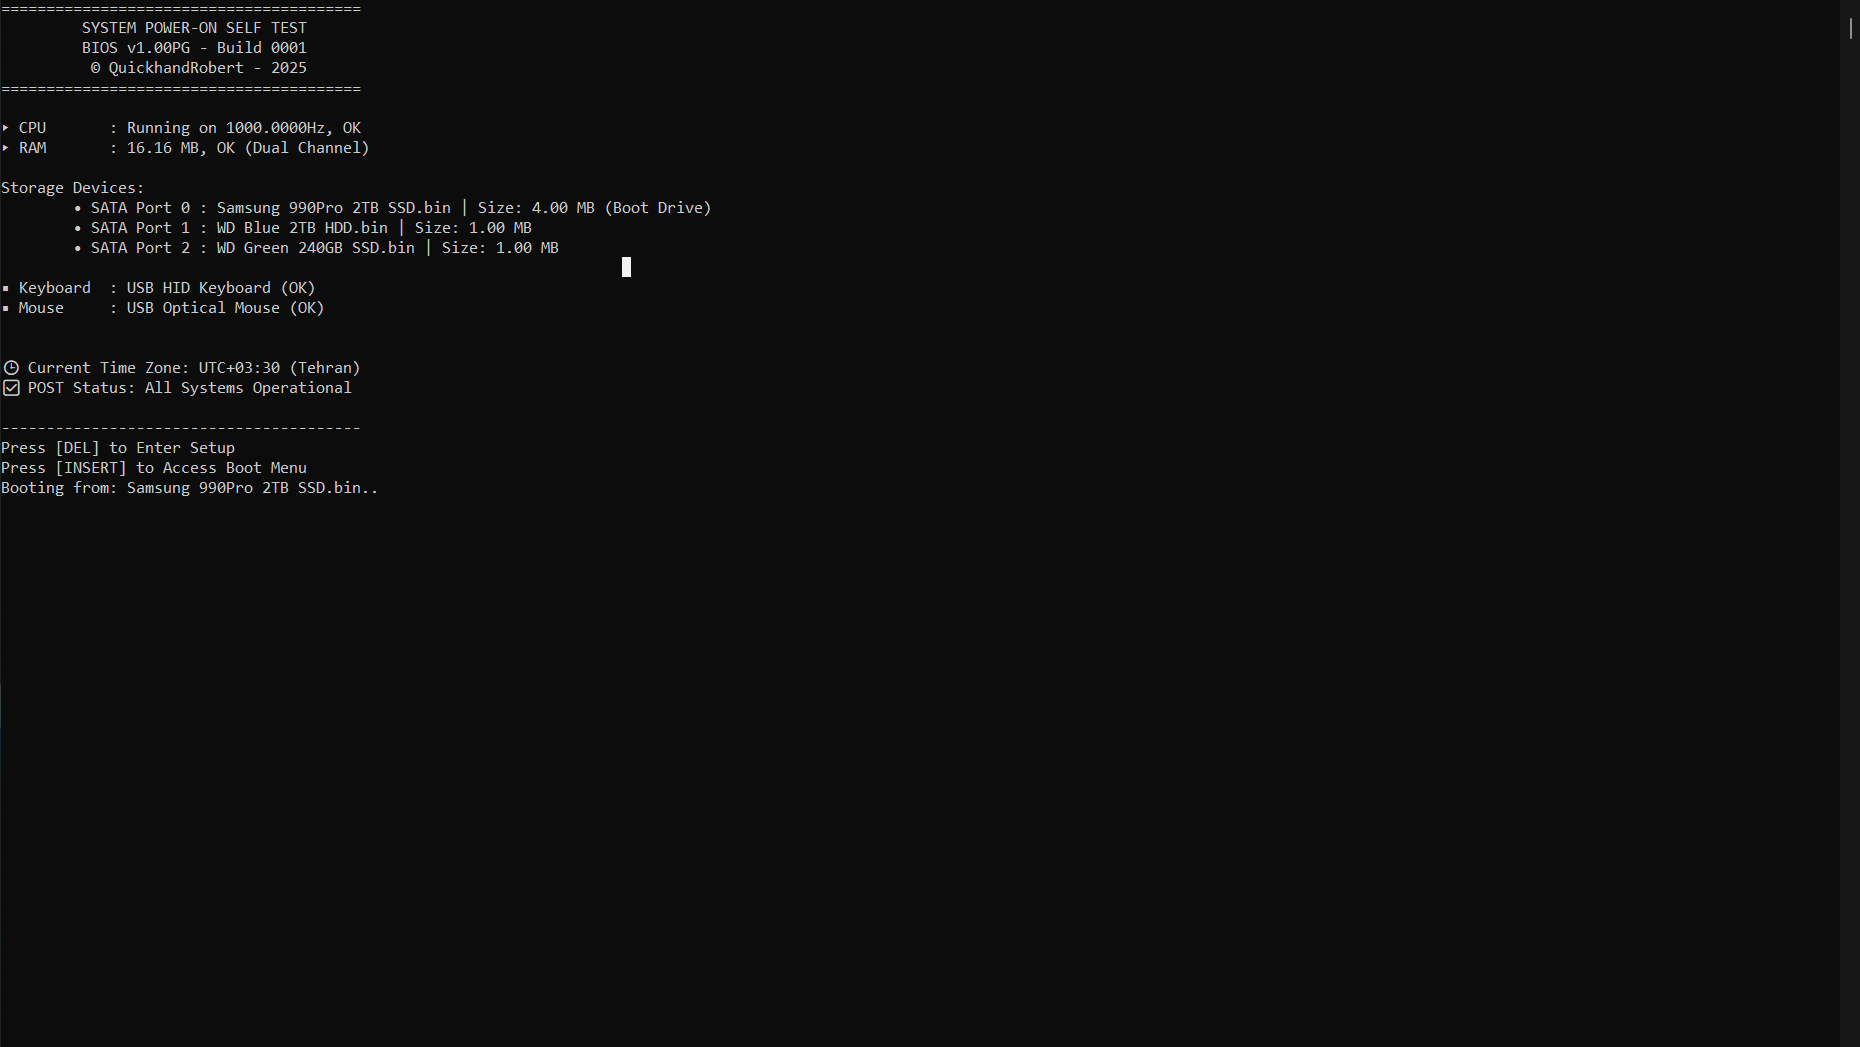 ========================================
SYSTEM POWER-ON SELF TEST
BIOS v1.00PG - Build 0001
© QuickhandRobert - 2025
========================================
‣ CPU       : Running on 1000.0000Hz, OK
‣ RAM       : 16.16 MB, OK (Dual Channel)
Storage Devices:
• SATA Port 0 : Samsung 990Pro 2TB SSD.bin | Size: 4.00 MB (Boot Drive)
• SATA Port 1 : WD Blue 2TB HDD.bin | Size: 1.00 MB
• SATA Port 2 : WD Green 240GB SSD.bin | Size: 1.00 MB
▪ Keyboard  : USB HID Keyboard (OK)
▪ Mouse     : USB Optical Mouse (OK)
🕒 Current Time Zone: UTC+03:30 (Tehran)
☑ POST Status: All Systems Operational
----------------------------------------
Press [DEL] to Enter Setup
Press [INSERT] to Access Boot Menu
Booting from: Samsung 990Pro 2TB SSD.bin..